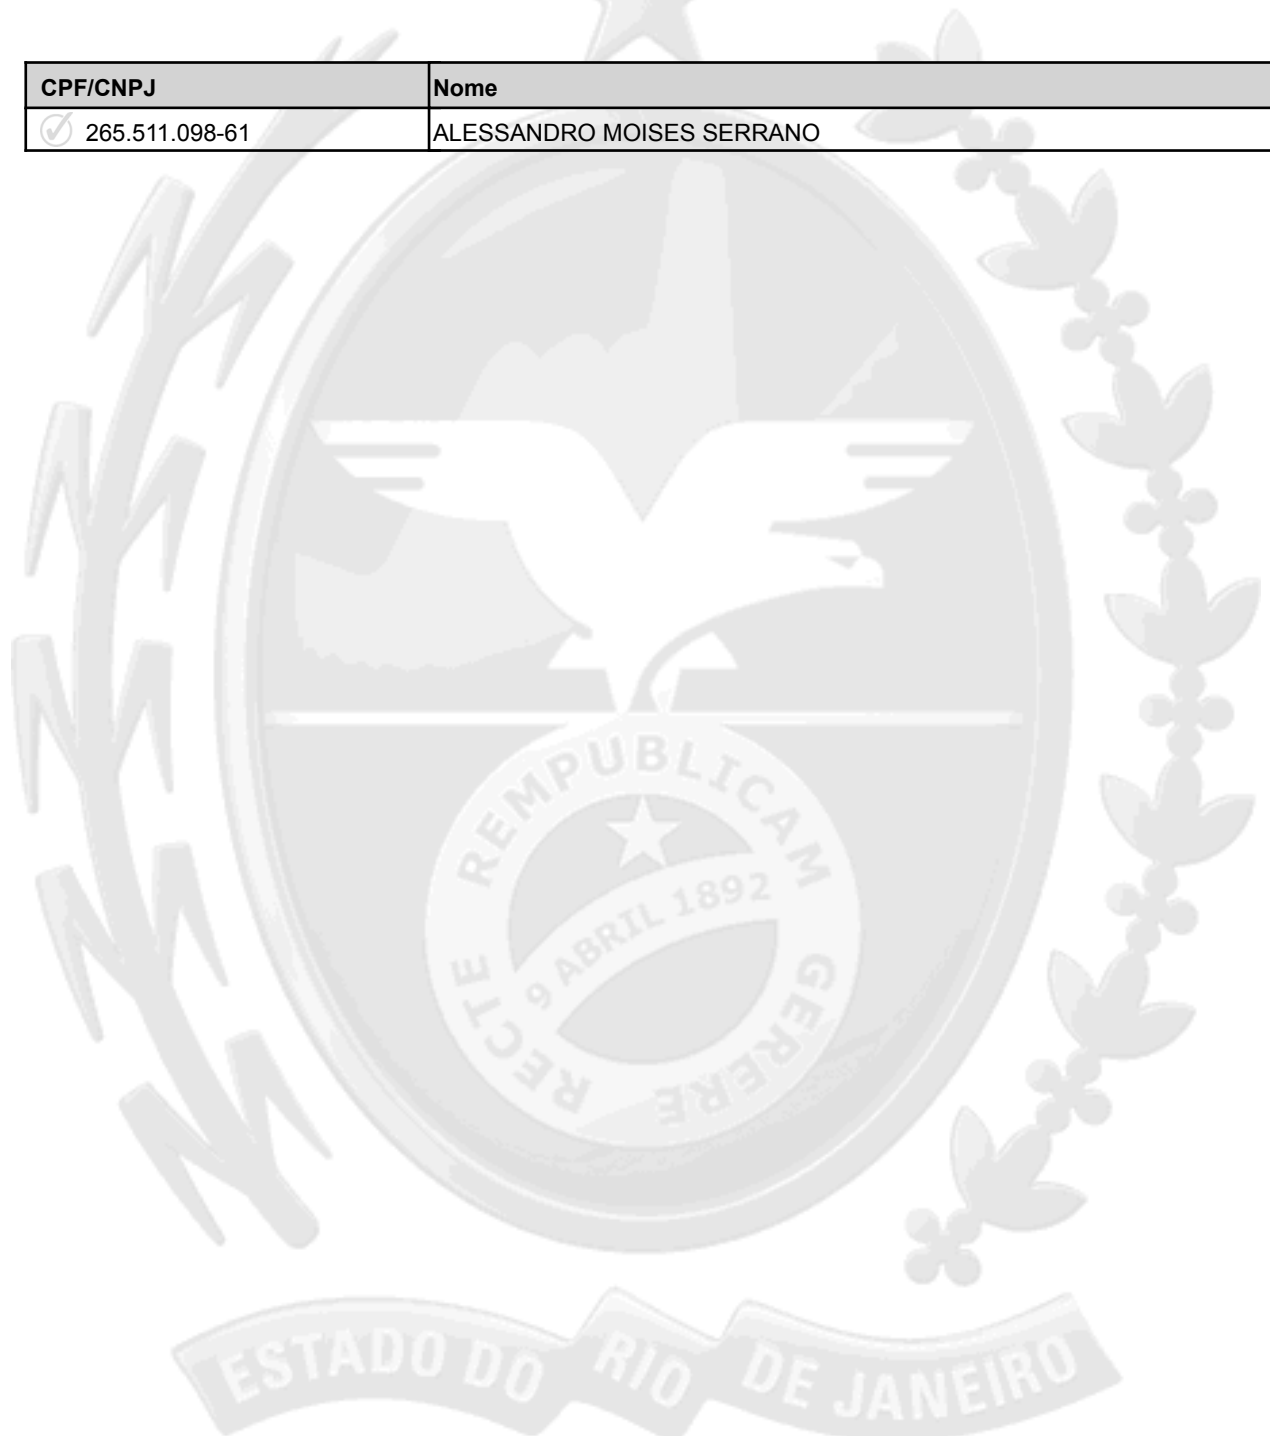 CPF/CNPJ Nome
265.511.098-61 ALESSANDRO MOISES SERRANO
REMPUBLICAM
9 ABRIL 1892
RECTE GERERE
ESTADO DO RIO DE JANEIRO